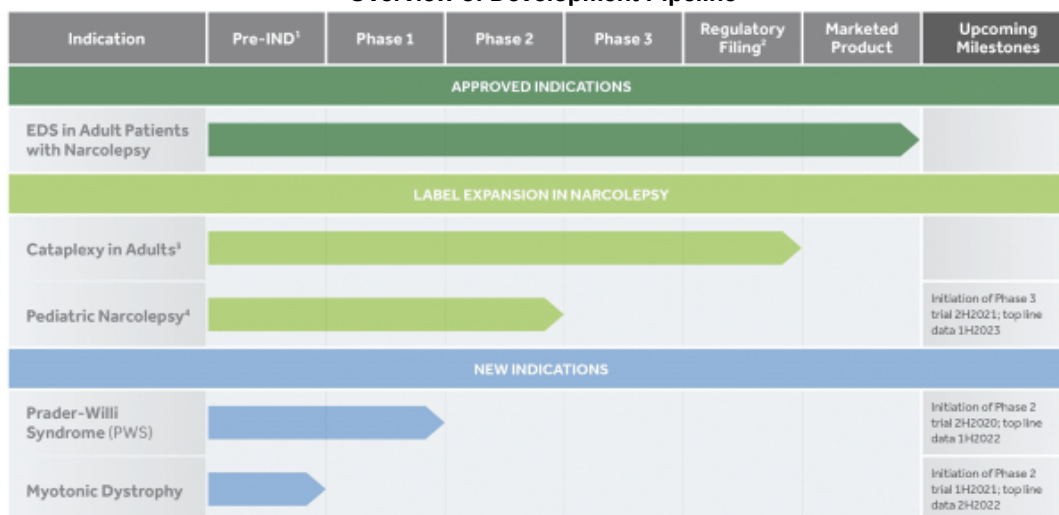 Overview of Development Pipeline
Indication
Pre-IND¹
Phase 1
Phase 2
Phase 3
Regulatory
Filing²
Marketed
Product
Upcoming
Milestones
APPROVED INDICATIONS
EDS in Adult Patients
with Narcolepsy
LABEL EXPANSION IN NARCOLEPSY
Cataplexy in Adults³
Pediatric Narcolepsy⁴
Initiation of Phase 3
trial 2H2021; top line
data 1H2023
NEW INDICATIONS
Prader-Willi
Syndrome (PWS)
Initiation of Phase 2
trial 2H2020; top line
data 1H2022
Myotonic Dystrophy
Initiation of Phase 2
trial 1H2021; top line
data 2H2022